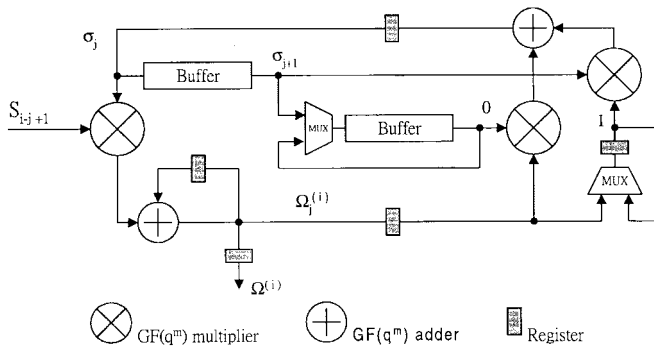 σj
σj+1
Buffer
Si-j+1
MUX
Buffer
0
1
MUX
Ωj(i)
Ω(i)
GF(qm) multiplier
GF(qm) adder
Register